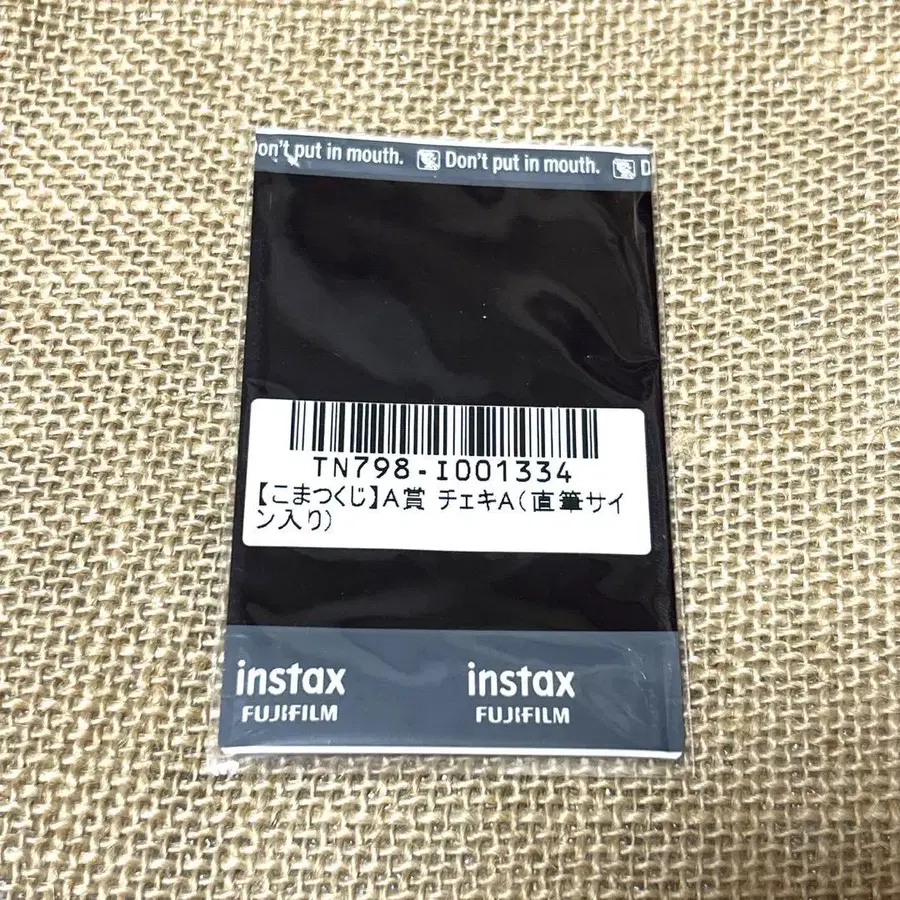 on't put in mouth. Don't put in mouth. D
TN798-I001334
【こまつくじ】A賞 チェキA(直筆サイ
ン入り)
instax instax
FUJIFILM FUJIFILM